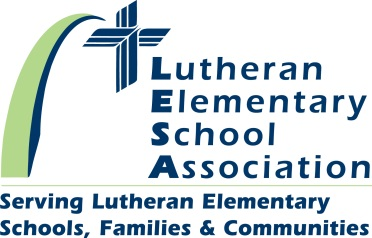 Lutheran
Elementary
School
Association
Serving Lutheran Elementary
Schools, Families & Communities